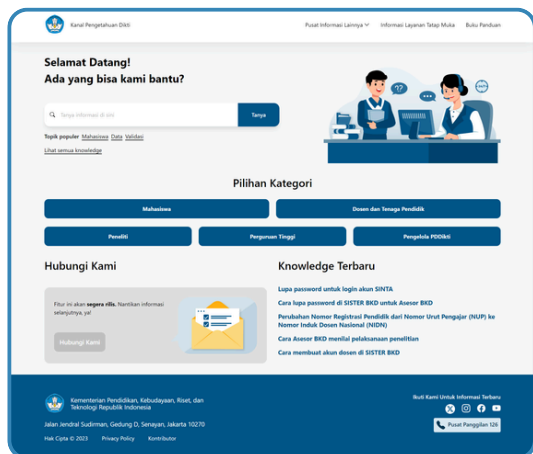 Kanal Pengetahuan Dikti
Pusat Informasi Lainnya
Informasi Layanan Tatap Muka
Buku Panduan
Selamat Datang!
Ada yang bisa kami bantu?
Tanya informasi di sini
Tanya
Topik populer Mahasiswa Data Validasi
Lihat semua knowledge
Pilihan Kategori
Mahasiswa
Dosen dan Tenaga Pendidik
Peneliti
Perguruan Tinggi
Pengelola PDDikti
Hubungi Kami
Fitur ini akan segera rilis. Nantikan informasi
selanjutnya, ya!
Hubungi Kami
Knowledge Terbaru
Lupa password untuk login akun SINTA
Cara lupa password di SISTER BKD untuk Asesor BKD
Perubahan Nomor Registrasi Pendidik dari Nomor Urut Pengajar (NUP) ke
Nomor Induk Dosen Nasional (NIDN)
Cara Asesor BKD menilai pelaksanaan penelitian
Cara membuat akun dosen di SISTER BKD
Kementerian Pendidikan, Kebudayaan, Riset, dan
Teknologi Republik Indonesia
Jalan Jendral Sudirman, Gedung D, Senayan, Jakarta 10270
Hak Cipta © 2023
Privacy Policy
Kontributor
Ikuti Kami Untuk Informasi Terbaru
Pusat Panggilan 126